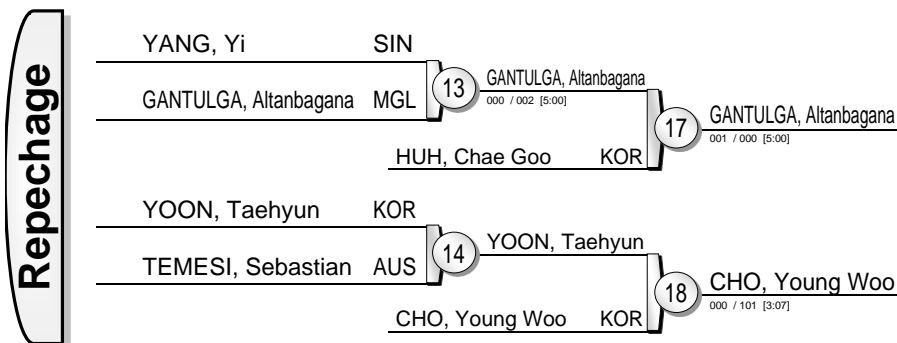 Repechage
YANG, Yi SIN
GANTULGA, Altanbagana MGL
13
GANTULGA, Altanbagana
000 / 002 [5:00]
HUH, Chae Goo KOR
17
GANTULGA, Altanbagana
001 / 000 [5:00]
YOON, Taehyun KOR
TEMESI, Sebastian AUS
14
YOON, Taehyun
CHO, Young Woo KOR
18
CHO, Young Woo
000 / 101 [3:07]